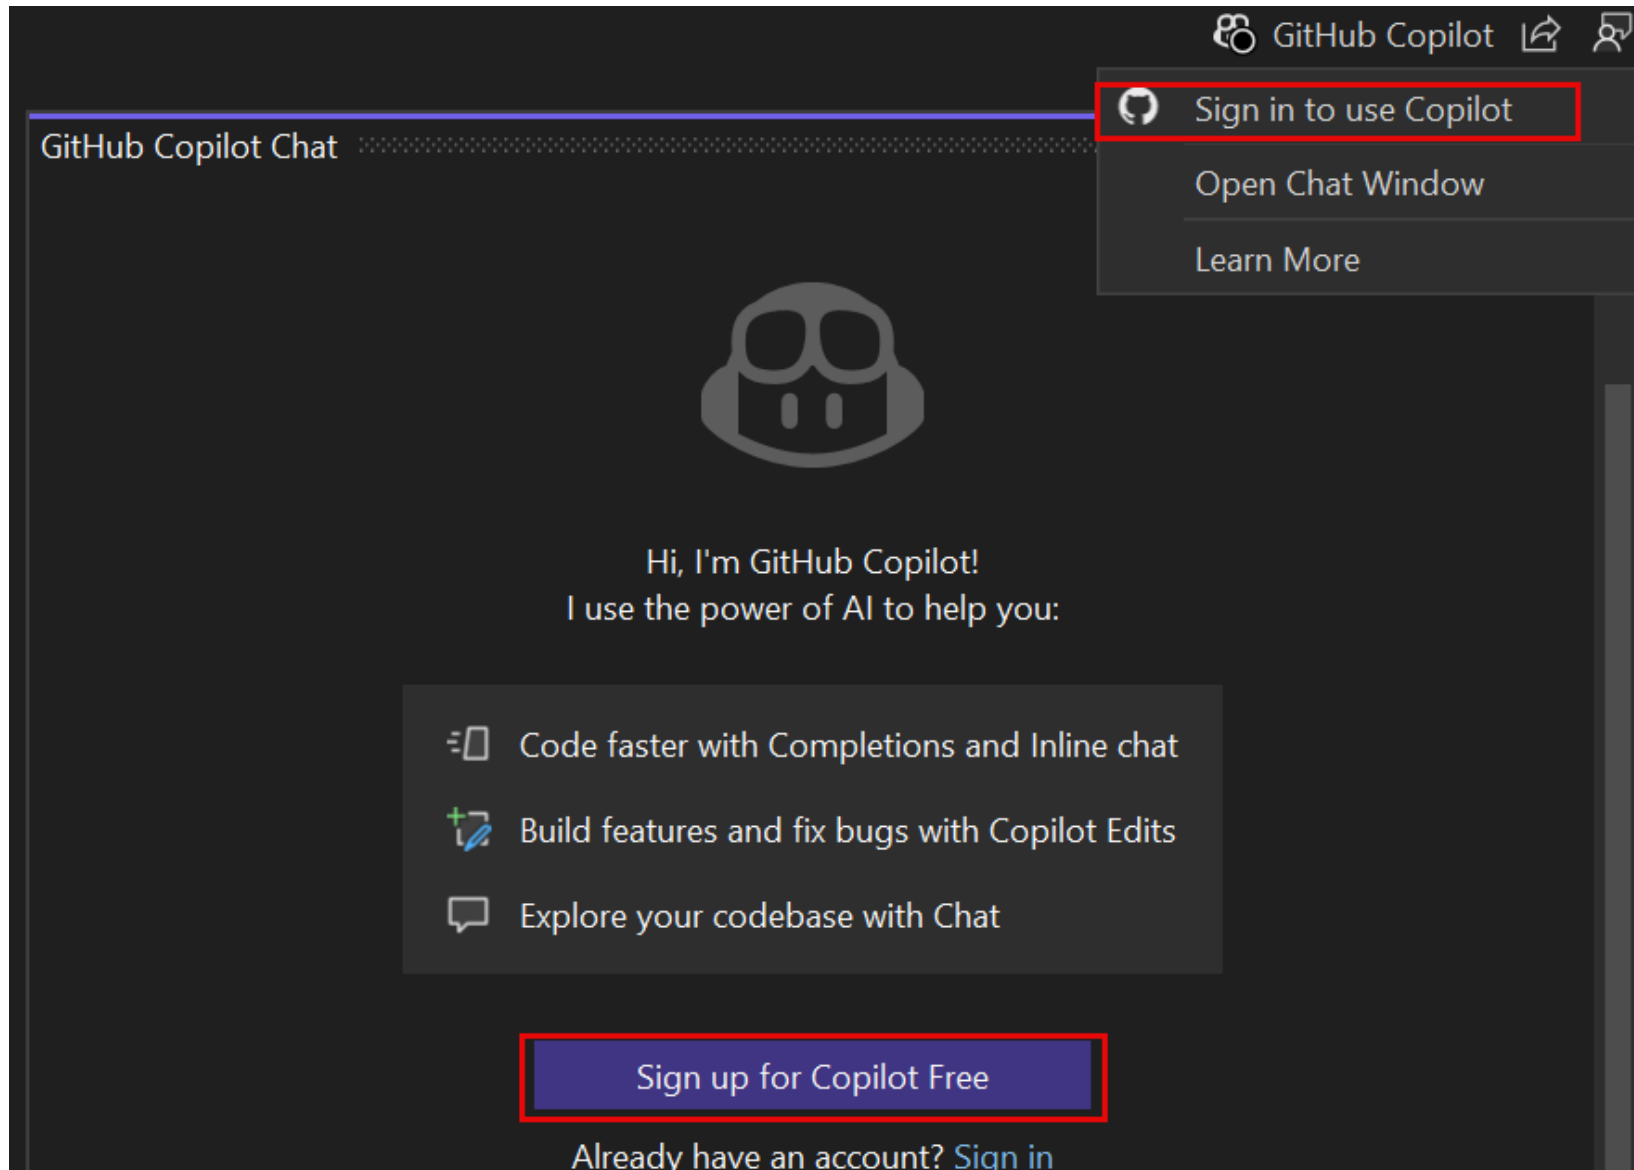 GitHub Copilot
Sign in to use Copilot
Open Chat Window
Learn More
GitHub Copilot Chat
Hi, I'm GitHub Copilot!
I use the power of AI to help you:
Code faster with Completions and Inline chat
Build features and fix bugs with Copilot Edits
Explore your codebase with Chat
Sign up for Copilot Free
Already have an account? Sign in